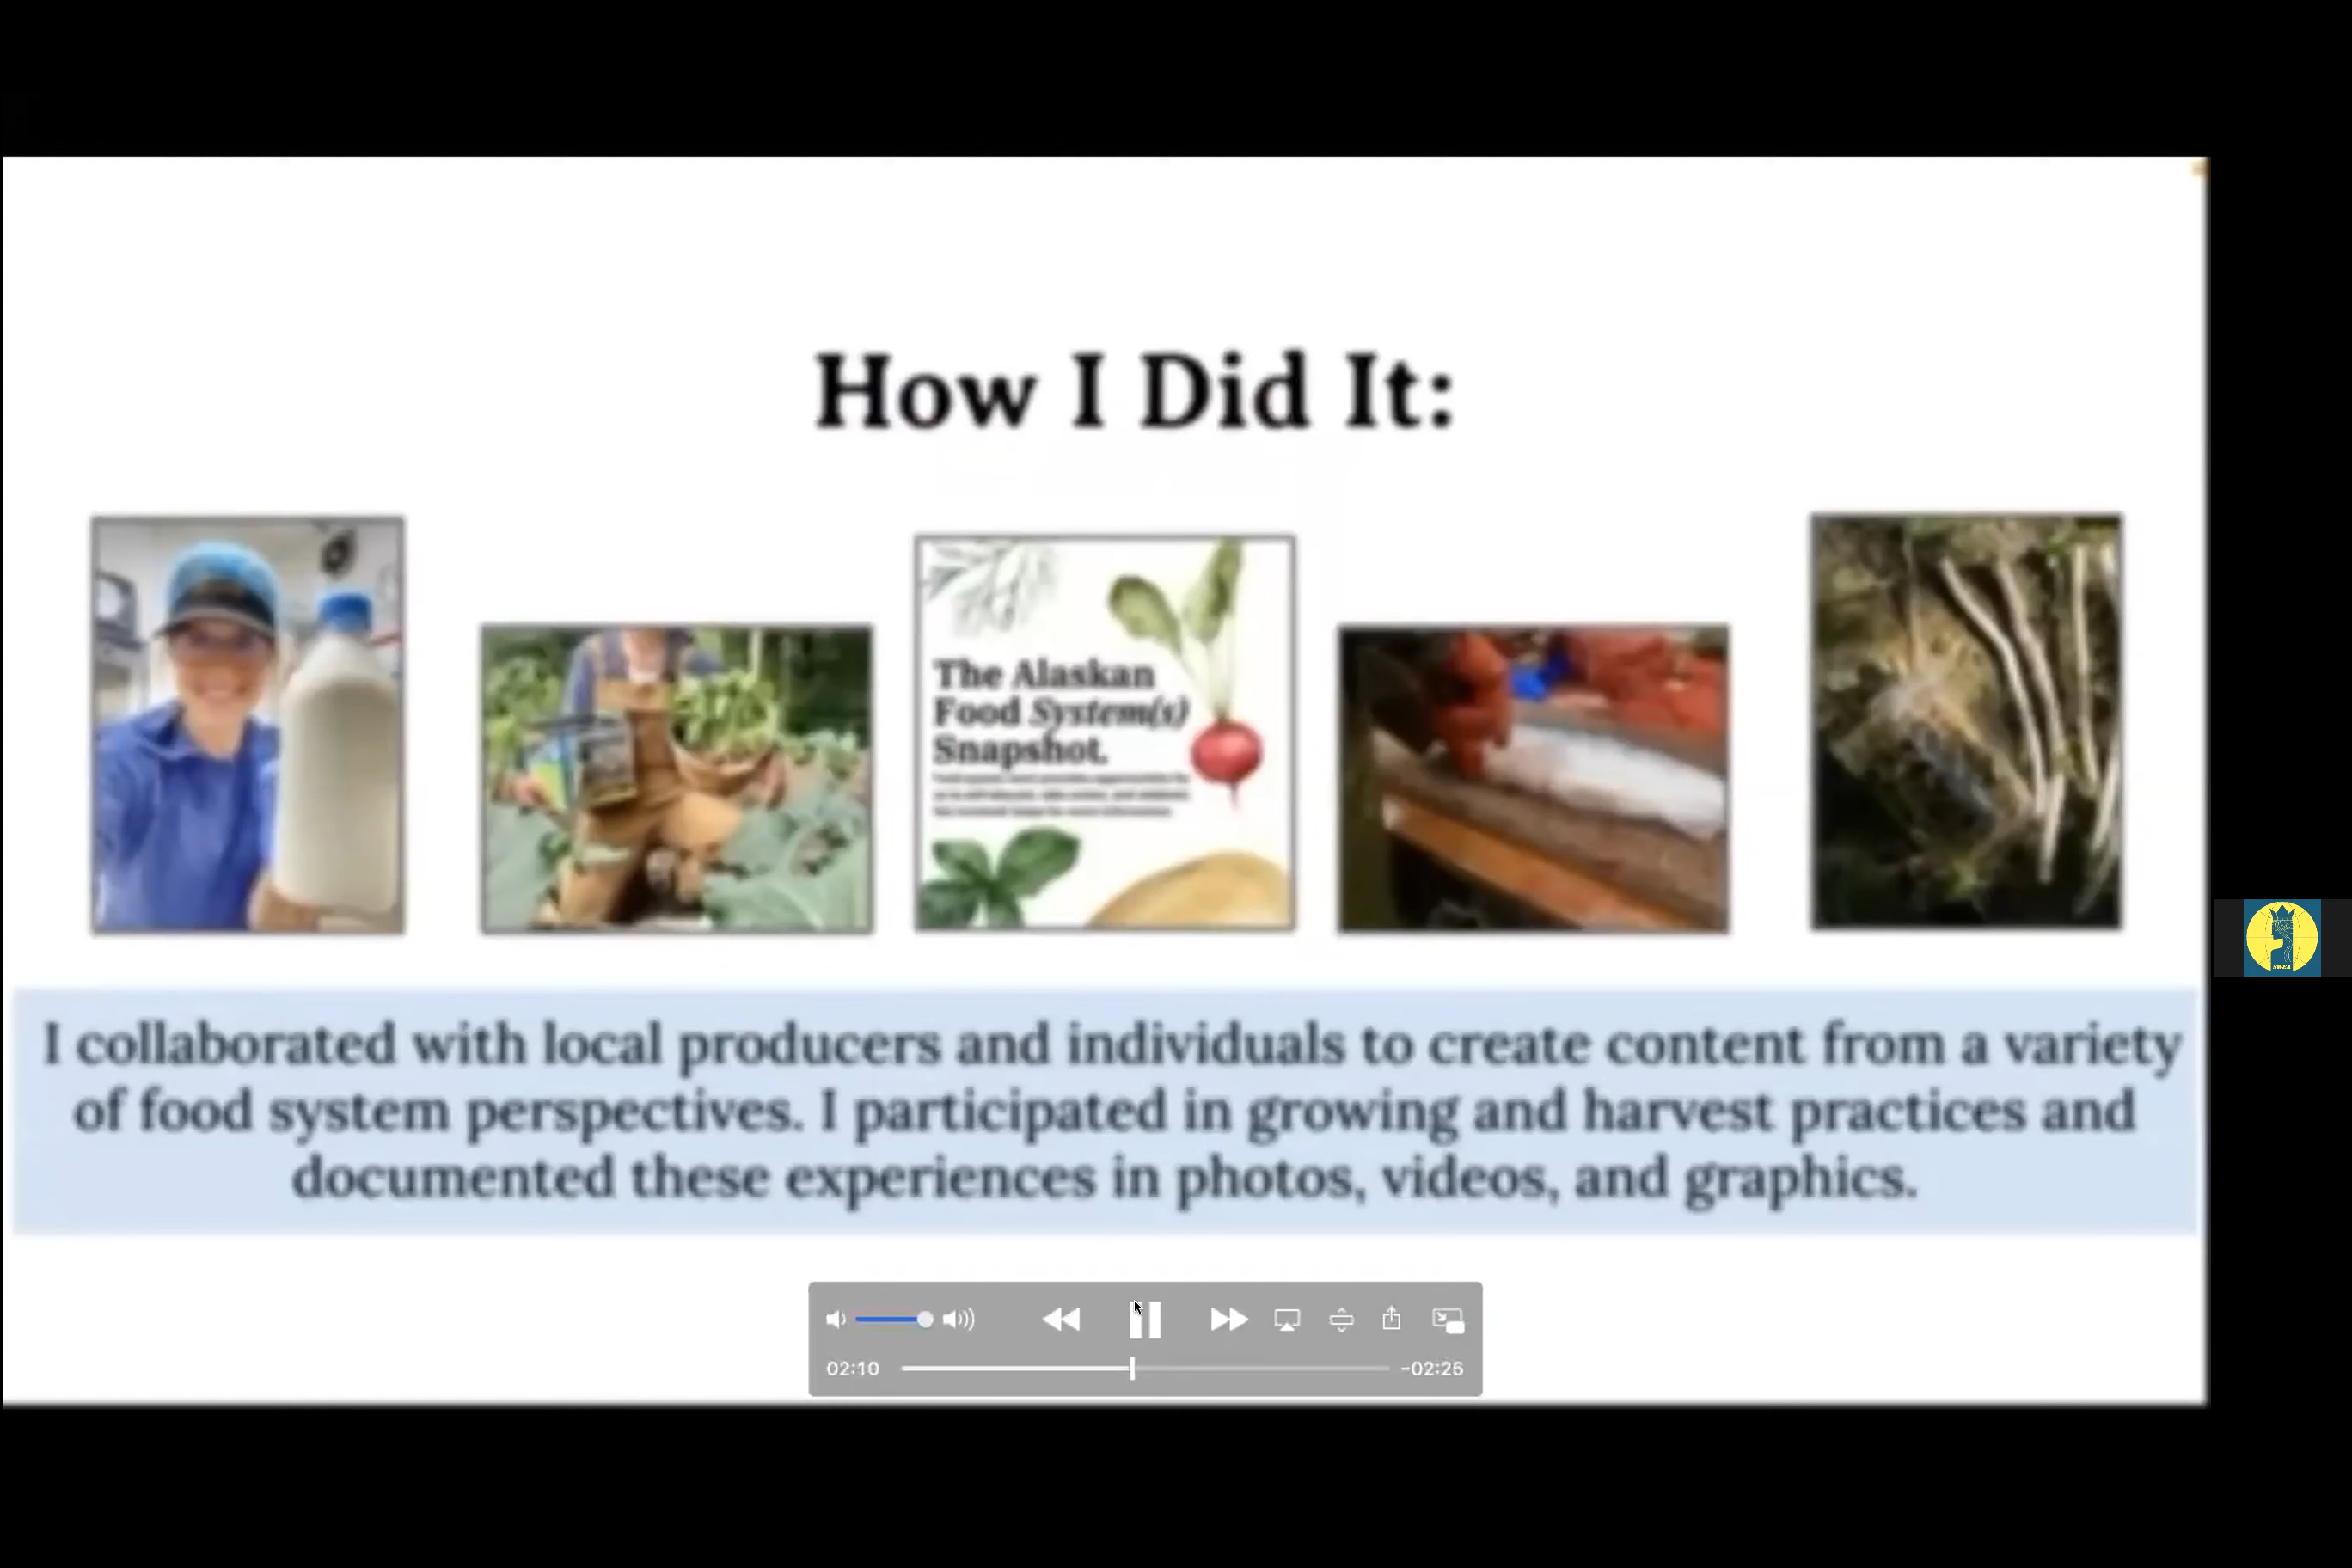 How I Did It:
The Alaskan
Food System(s)
Snapshot.
I collaborated with local producers and individuals to create content from a variety
of food system perspectives. I participated in growing and harvest practices and
documented these experiences in photos, videos, and graphics.
02:10
-02:25